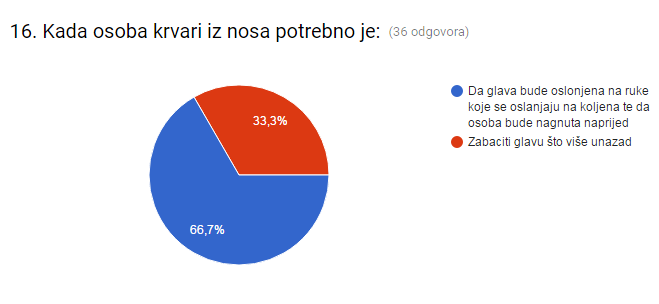 16. Kada osoba krvari iz nosa potrebno je: (36 odgovora)
Da glava bude oslonjena na ruke
koje se oslanjaju na koljena te da
osoba bude nagnuta naprijed
Zabaciti glavu što više unazad
33,3%
66,7%